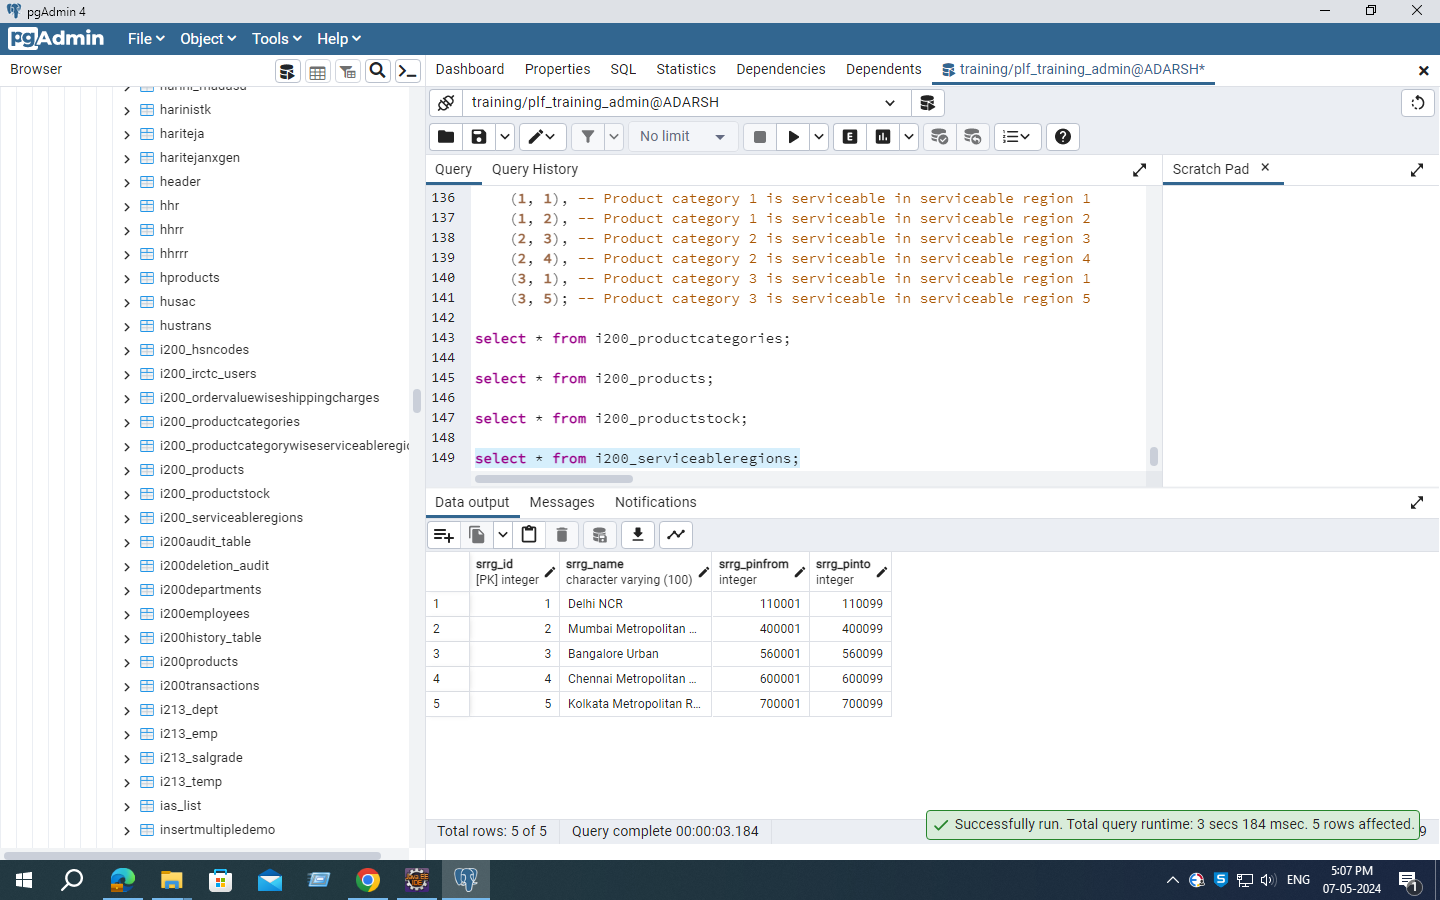 pgAdmin 4
pgAdmin File Object Tools Help
Browser
Dashboard Properties SQL Statistics Dependencies Dependents training/plf_training_admin@ADARSH*
training/plf_training_admin@ADARSH
No limit
harinistk
hariteja
haritejanxgen
header
hhr
hhrr
hhrrr
hproducts
husac
hustrans
i200_hsncodes
i200_irctc_users
i200_ordervaluewiseshippingcharges
i200_productcategories
i200_productcategorywiseserviceableregic
i200_products
i200_productstock
i200_serviceableregions
i200audit_table
i200deletion_audit
i200departments
i200employees
i200history_table
i200products
i200transactions
i213_dept
i213_emp
i213_salgrade
i213_temp
ias_list
insertmultipledemo
Query Query History
Scratch Pad
136 (1, 1), -- Product category 1 is serviceable in serviceable region 1
137 (1, 2), -- Product category 1 is serviceable in serviceable region 2
138 (2, 3), -- Product category 2 is serviceable in serviceable region 3
139 (2, 4), -- Product category 2 is serviceable in serviceable region 4
140 (3, 1), -- Product category 3 is serviceable in serviceable region 1
141 (3, 5); -- Product category 3 is serviceable in serviceable region 5
142
143 select * from i200_productcategories;
144
145 select * from i200_products;
146
147 select * from i200_productstock;
148
149 select * from i200_serviceableregions;
Data output Messages Notifications
srrg_id srrg_name srrg_pinfrom srrg_pinto
[PK] integer character varying (100) integer integer
1 1 Delhi NCR 110001 110099
2 2 Mumbai Metropolitan ... 400001 400099
3 3 Bangalore Urban 560001 560099
4 4 Chennai Metropolitan ... 600001 600099
5 5 Kolkata Metropolitan R... 700001 700099
Total rows: 5 of 5 Query complete 00:00:03.184
Successfully run. Total query runtime: 3 secs 184 msec. 5 rows affected.
9
ENG
5:07 PM
07-05-2024
1